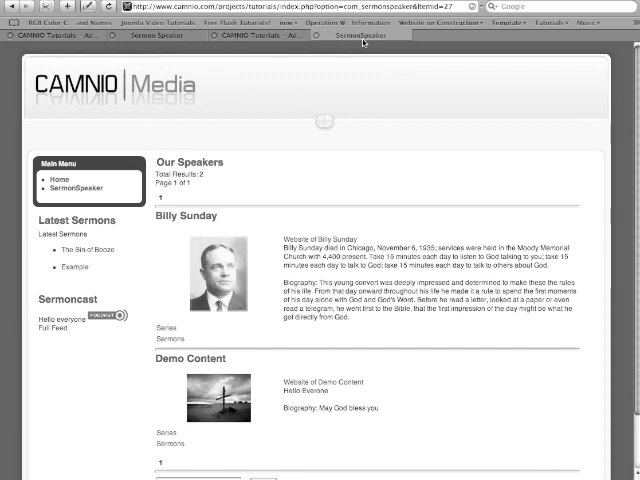 http://www.camnio.com/projects/tutorials/index.php?option=com_sermonspeaker&Itemid=27
Google
RGB Color C... and Names Joomla Video Tutorials Free Flash Tutorials! now Operation W... Information Website on Construction Template Tutorials Music
CAMNIO Tutorials – Ad... Sermon Speaker CAMNIO Tutorials – Ad... SermonSpeaker
CAMNIO Media
Main Menu
Home
SermonSpeaker
Latest Sermons
Latest Sermons
The Sin of Booze
Example
Sermoncast
Hello everyone PODCAST
Full Feed
Our Speakers
Total Results: 2
Page 1 of 1
1
Billy Sunday
Website of Billy Sunday
Billy Sunday died in Chicago, November 6, 1935; services were held in the Moody Memorial
Church with 4,400 present. Take 15 minutes each day to listen to God talking to you; take 15
minutes each day to talk to God; take 15 minutes each day to talk to others about God.
Biography: This young convert was deeply impressed and determined to make these the rules
of his life. From that day onward throughout his life he made it a rule to spend the first moments
of his day alone with God and God's Word. Before he read a letter, looked at a paper or even
read a telegram, he went first to the Bible, that the first impression of the day might be what he
got directly from God.
Series
Sermons
Demo Content
Website of Demo Content
Hello Everone
Biography: May God bless you
Series
Sermons
1